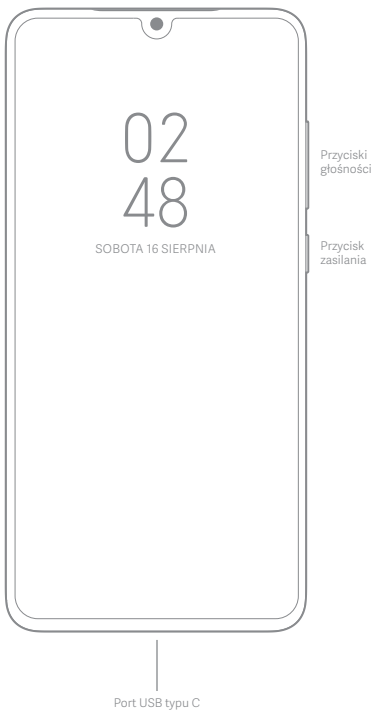 02
48
SOBOTA 16 SIERPNIA
Przyciski
głośności
Przycisk
zasilania
Port USB typu C